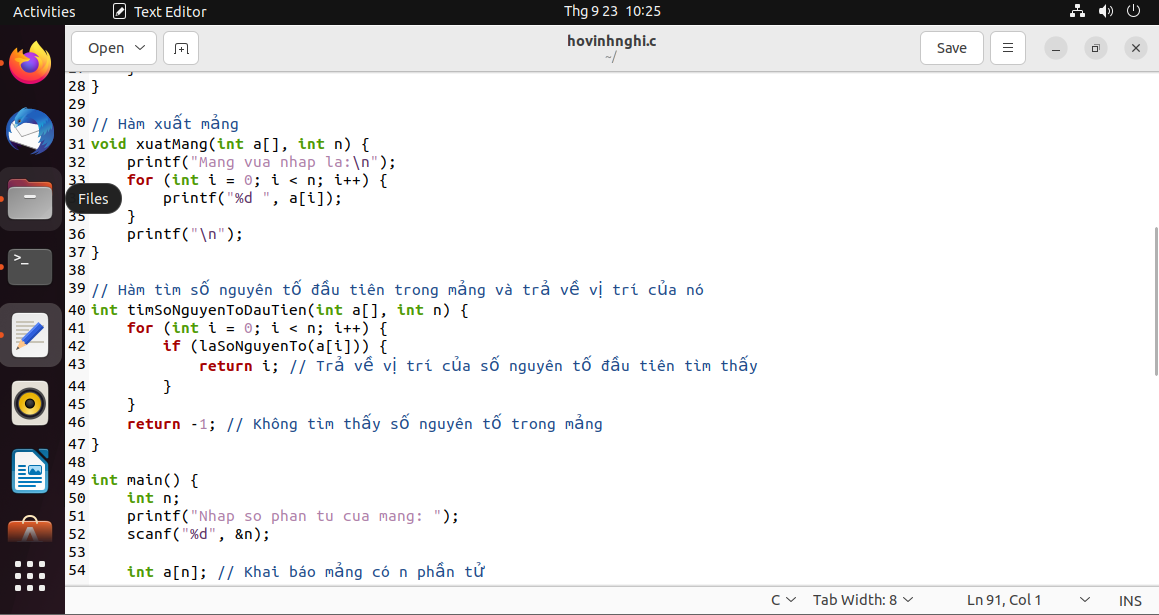 Activities Text Editor Thg 9 23 10:25
Open hovinhnghi.c Save
~/
28 }
29
30 // Hàm xuất mảng
31 void xuatMang(int a[], int n) {
32 printf("Mang vua nhap la:\n");
33 for (int i = 0; i < n; i++) {
Files printf("%d ", a[i]);
35 }
36 printf("\n");
37 }
38
39 // Hàm tìm số nguyên tố đầu tiên trong mảng và trả về vị trí của nó
40 int timSoNguyenToDauTien(int a[], int n) {
41 for (int i = 0; i < n; i++) {
42 if (laSoNguyenTo(a[i])) {
43 return i; // Trả về vị trí của số nguyên tố đầu tiên tìm thấy
44 }
45 }
46 return -1; // Không tìm thấy số nguyên tố trong mảng
47 }
48
49 int main() {
50 int n;
51 printf("Nhap so phan tu cua mang: ");
52 scanf("%d", &n);
53
54 int a[n]; // Khai báo mảng có n phần tử
C Tab Width: 8 Ln 91, Col 1 INS